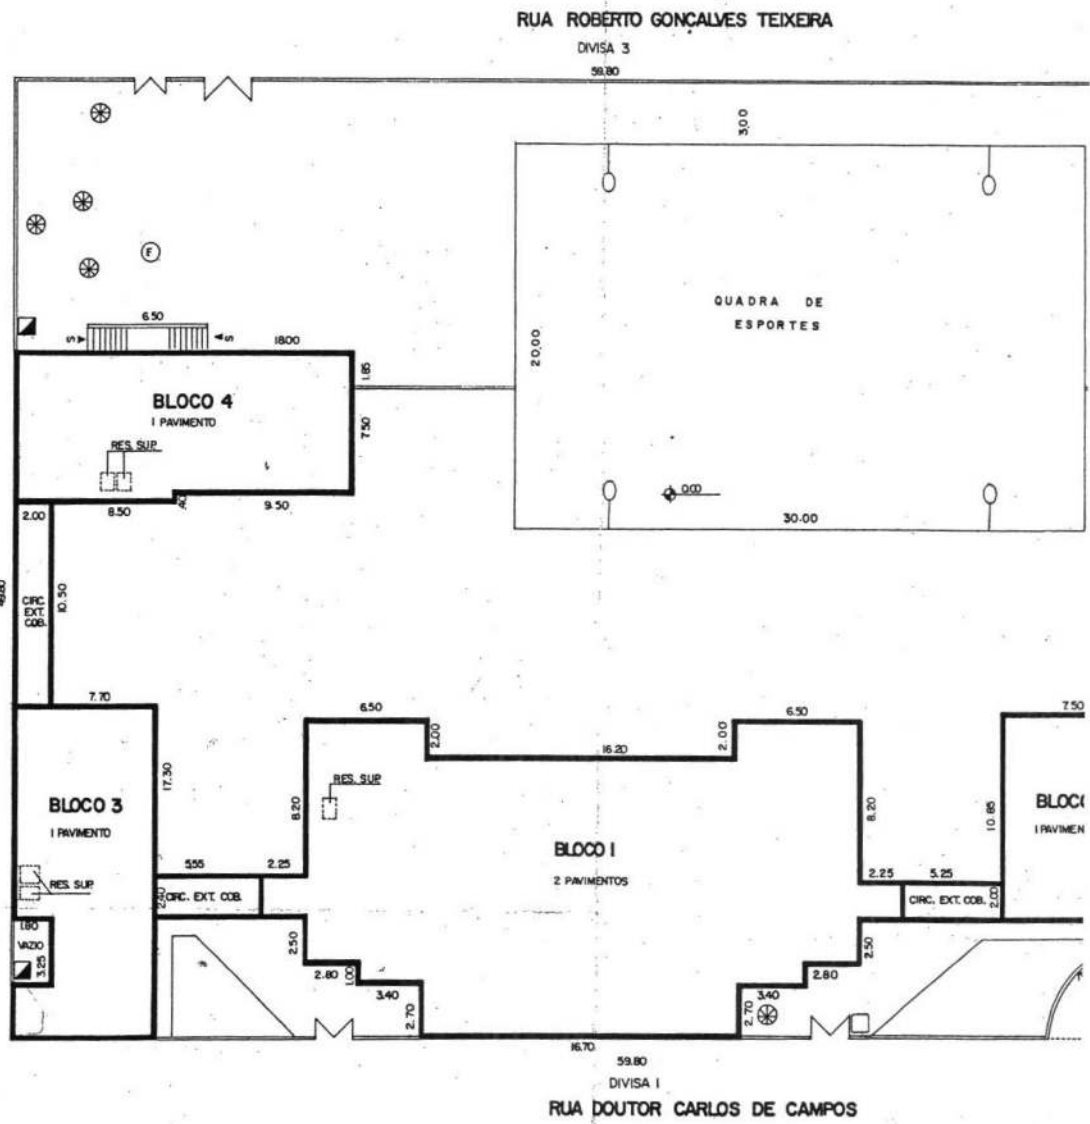 RUA ROBERTO GONÇALVES TEIXEIRA
DIVISA 3
59.80
3.00
F
QUADRA DE
ESPORTES
20.00
6.50
S
S
18.00
1.85
BLOCO 4
1 PAVIMENTO
7.50
RES. SUP.
.40
0.00
2.00
8.50
9.50
30.00
CIRC.
EXT.
COB.
10.50
7.70
6.50
6.50
7.50
2.00
16.20
2.00
17.30
RES. SUP.
8.20
8.20
10.85
BLOCO 3
1 PAVIMENTO
BLOCO 1
2 PAVIMENTOS
BLOC
1 PAVIMEN
5.55
2.25
2.25
5.25
RES. SUP.
2.40
CIRC. EXT. COB.
CIRC. EXT. COB.
2.00
1.80
VAZIO
3.25
2.50
2.50
2.80
1.00
2.80
3.40
3.40
2.70
2.70
16.70
59.80
DIVISA 1
RUA DOUTOR CARLOS DE CAMPOS